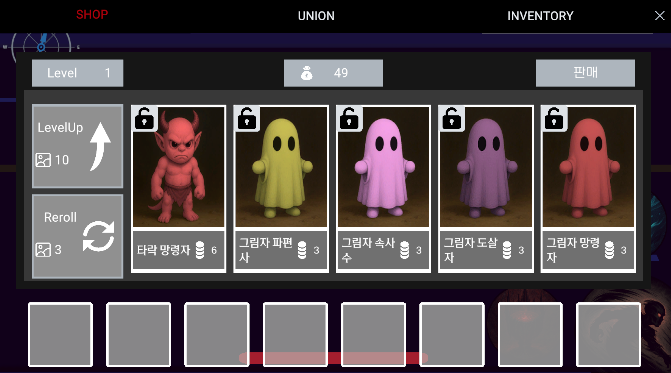 SHOP
UNION
INVENTORY
Level 1
49
판매
LevelUp
10
Reroll
3
타락 망령자 6
그림자 파편
사
3
그림자 속사
수
3
그림자 도살
자
3
그림자 망령
자
3